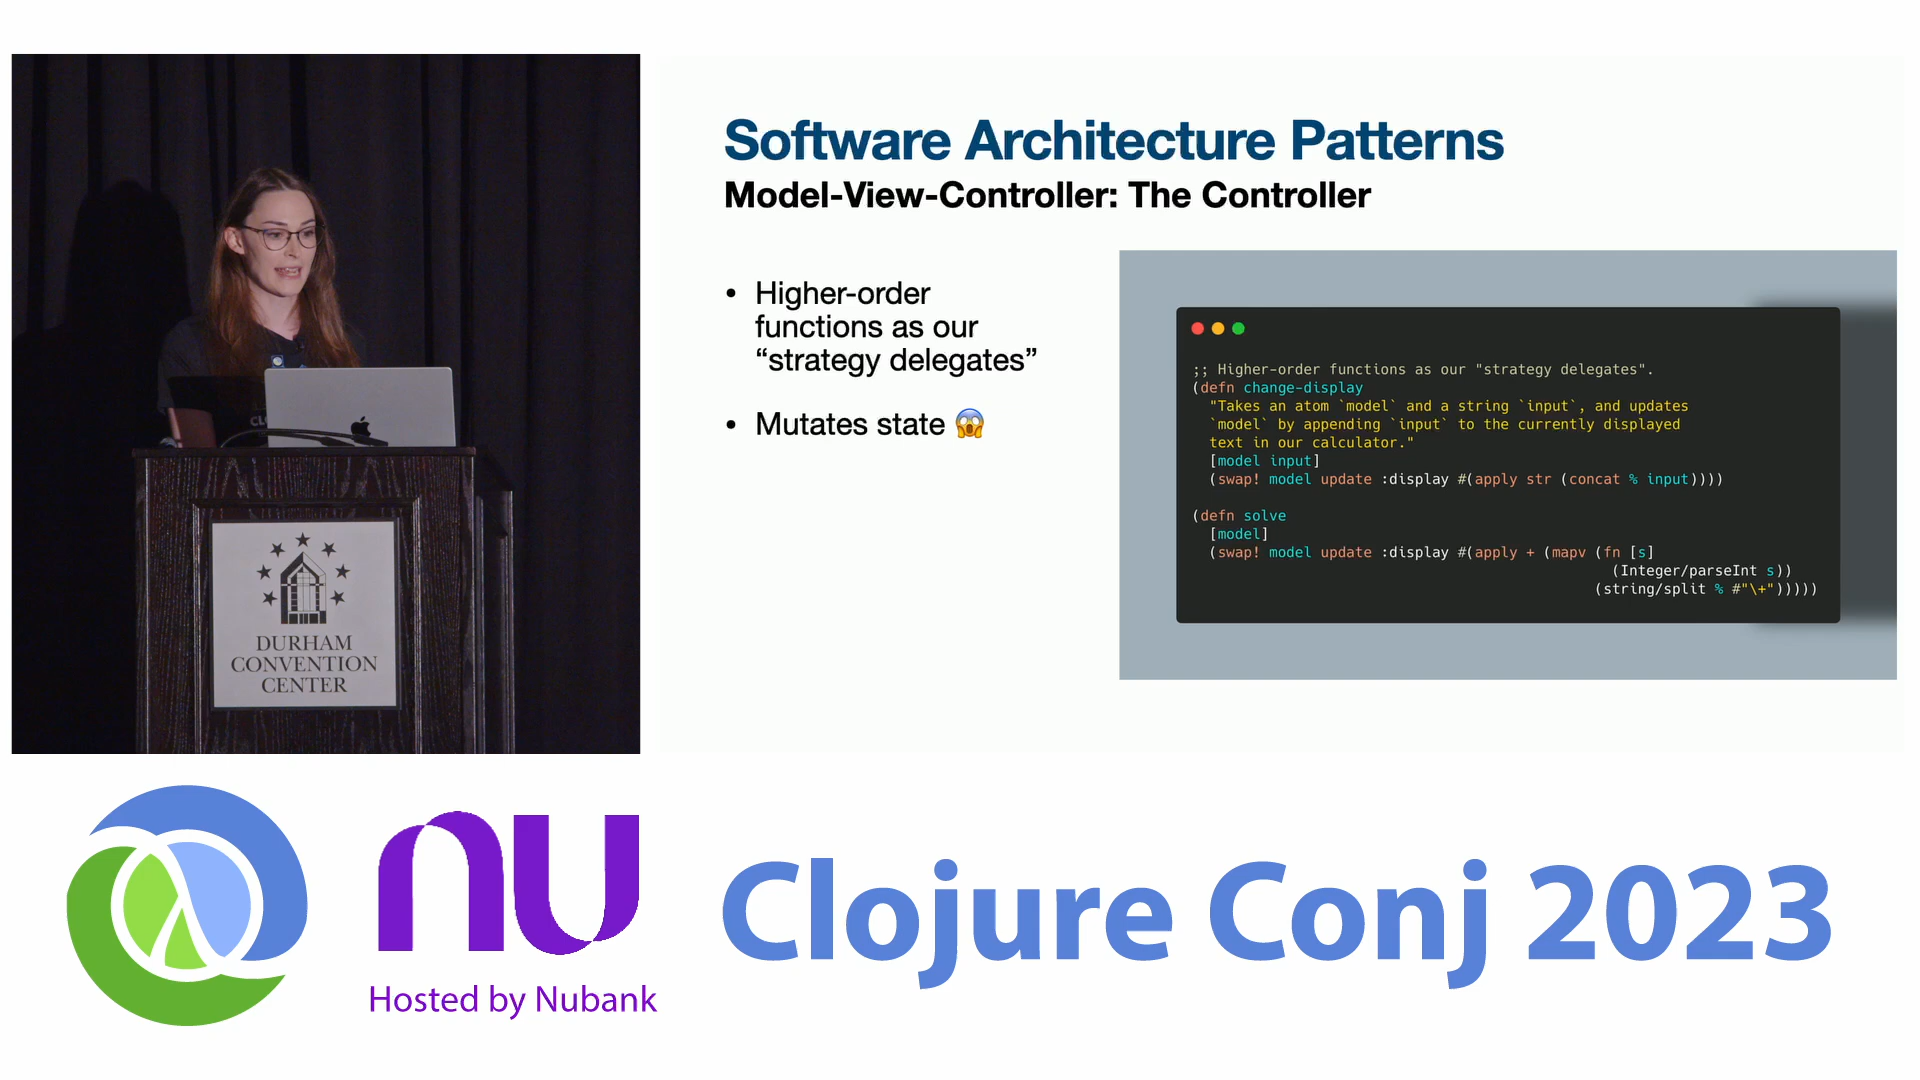 Software Architecture Patterns
Model-View-Controller: The Controller
• Higher-order
functions as our
“strategy delegates”
• Mutates state 😱
;; Higher-order functions as our "strategy delegates".
(defn change-display
  "Takes an atom `model` and a string `input`, and updates
  `model` by appending `input` to the currently displayed
  text in our calculator."
  [model input]
  (swap! model update :display #(apply str (concat % input))))
(defn solve
  [model]
  (swap! model update :display #(apply + (mapv (fn [s]
                                                 (Integer/parseInt s))
                                               (string/split % #"\+")))))
DURHAM
CONVENTION
CENTER
nu
Hosted by Nubank
Clojure Conj 2023